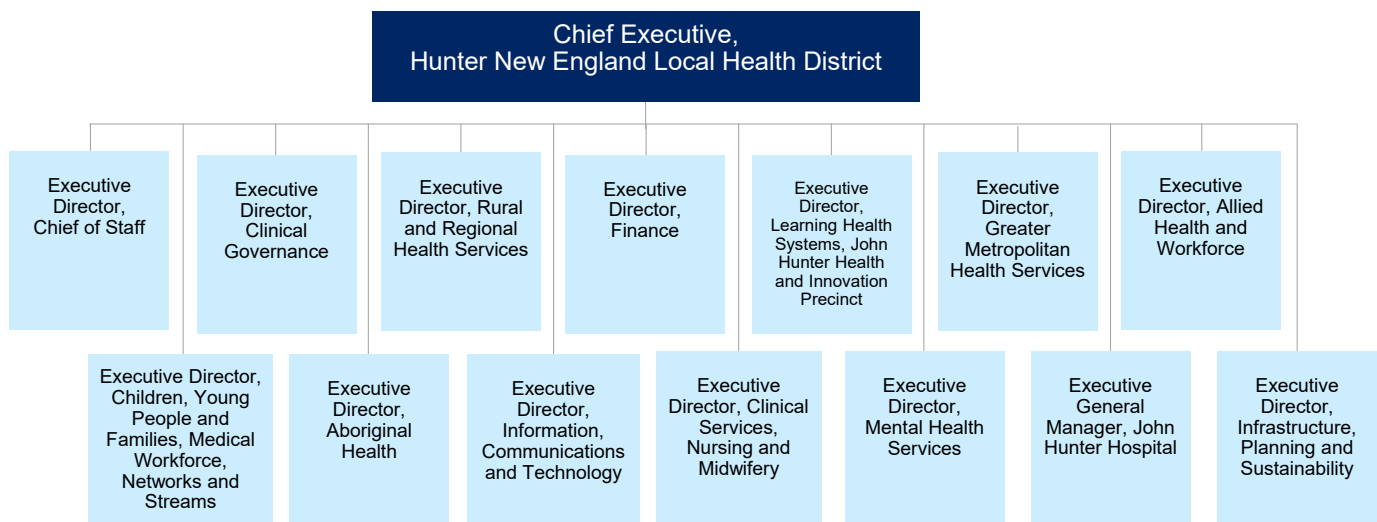 Chief Executive,
Hunter New England Local Health District
Executive
Director,
Chief of Staff
Executive
Director,
Clinical
Governance
Executive
Director, Rural
and Regional
Health Services
Executive
Director,
Finance
Executive
Director,
Learning Health
Systems, John
Hunter Health
and Innovation
Precinct
Executive
Director,
Greater
Metropolitan
Health Services
Executive
Director, Allied
Health and
Workforce
Executive Director,
Children, Young
People and
Families, Medical
Workforce,
Networks and
Streams
Executive
Director,
Aboriginal
Health
Executive
Director,
Information,
Communications
and Technology
Executive
Director, Clinical
Services,
Nursing and
Midwifery
Executive
Director,
Mental Health
Services
Executive
General
Manager, John
Hunter Hospital
Executive
Director,
Infrastructure,
Planning and
Sustainability